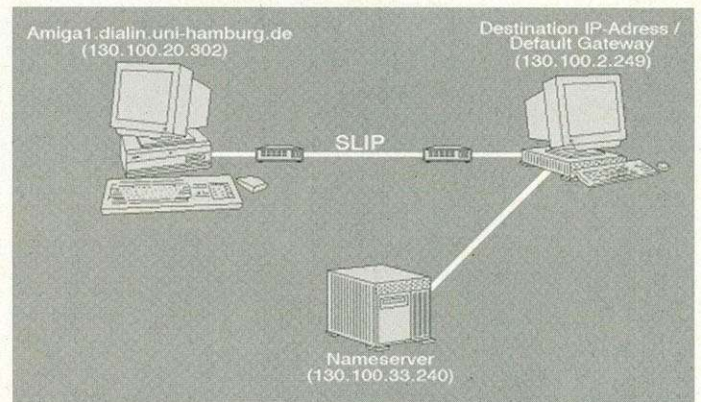 Amiga1.dialin.uni-hamburg.de
(130.100.20.302)
Destination IP-Adress /
Default Gateway
(130.100.2.249)
SLIP
Nameserver
(130.100.33.240)